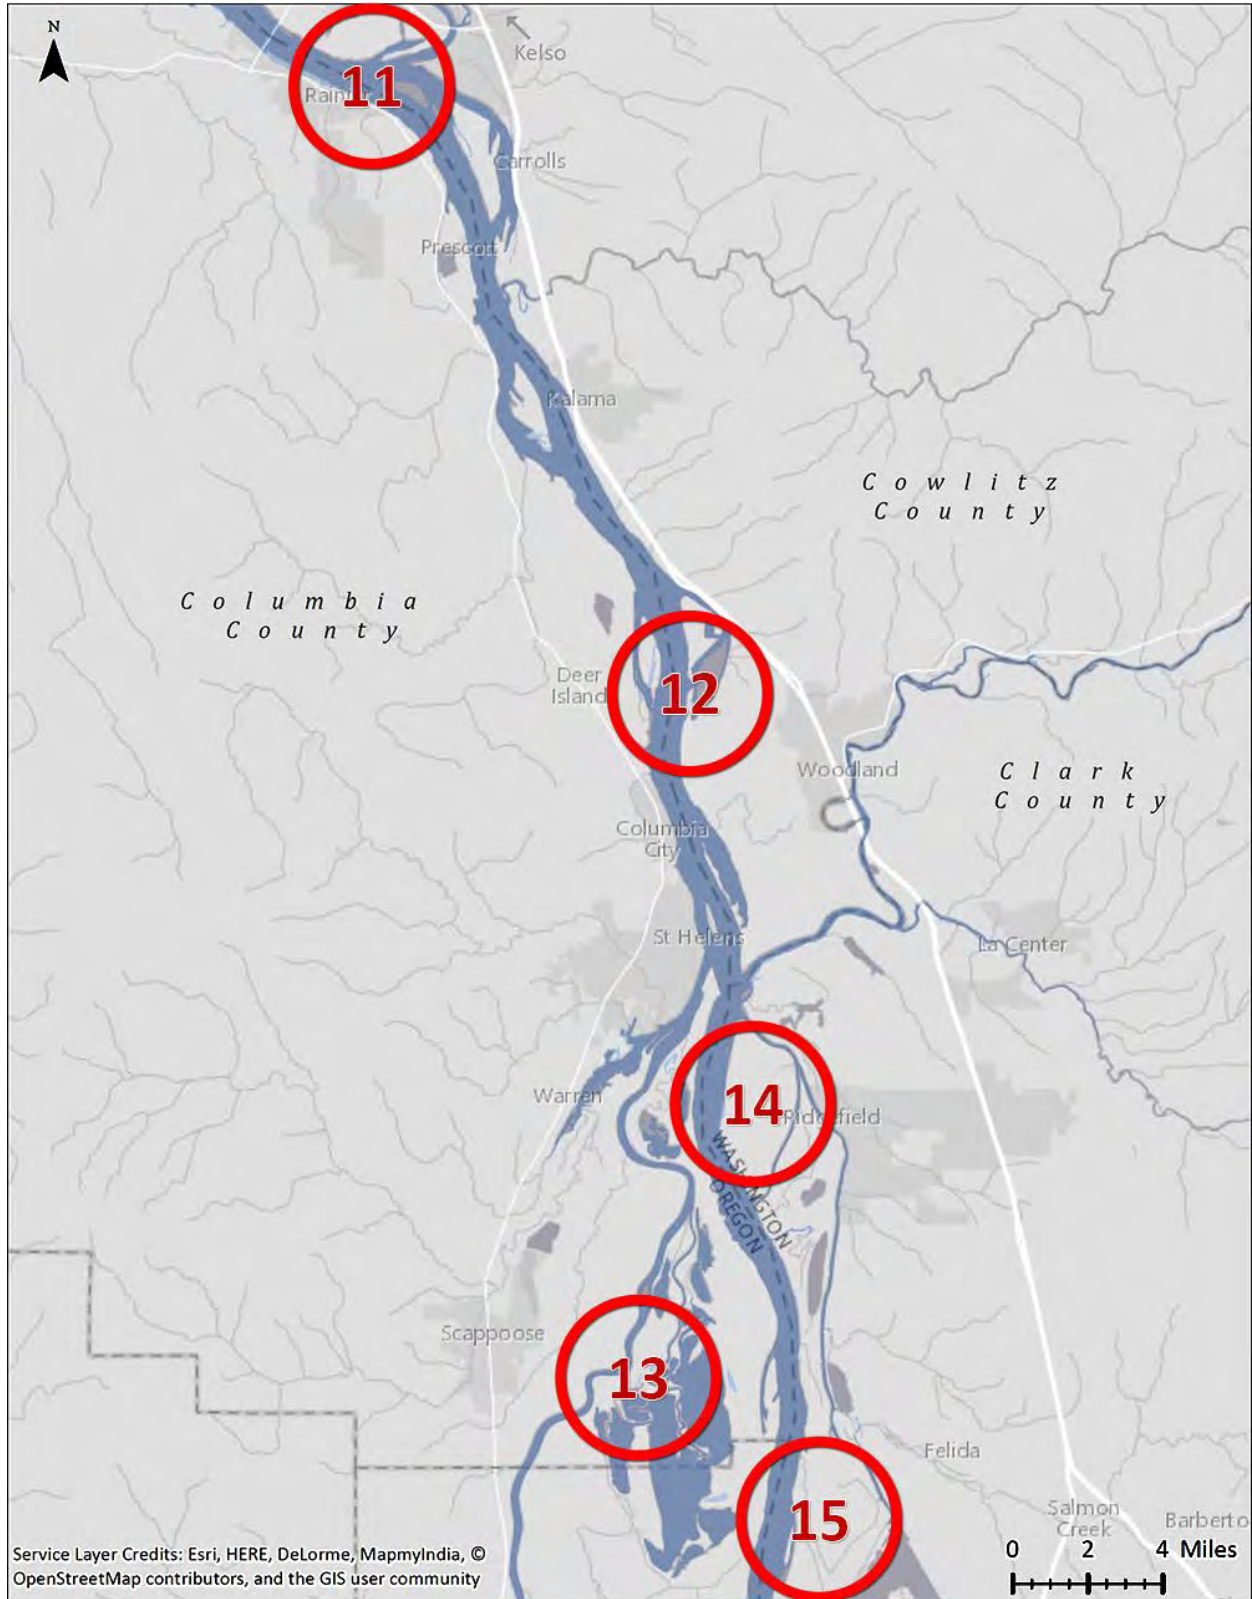 N
Kelso
11
Rainier
Carrolls
Prescott
Kalama
Cowlitz
County
Columbia
County
Deer
Island
12
Woodland
Clark
County
Columbia
City
St Helens
La Center
Warren
14
Ridgefield
WASHINGTON
OREGON
Scappoose
13
Felida
15
Salmon
Creek
Barberto
0 2 4 Miles
Service Layer Credits: Esri, HERE, DeLorme, MapmyIndia, ©
OpenStreetMap contributors, and the GIS user community